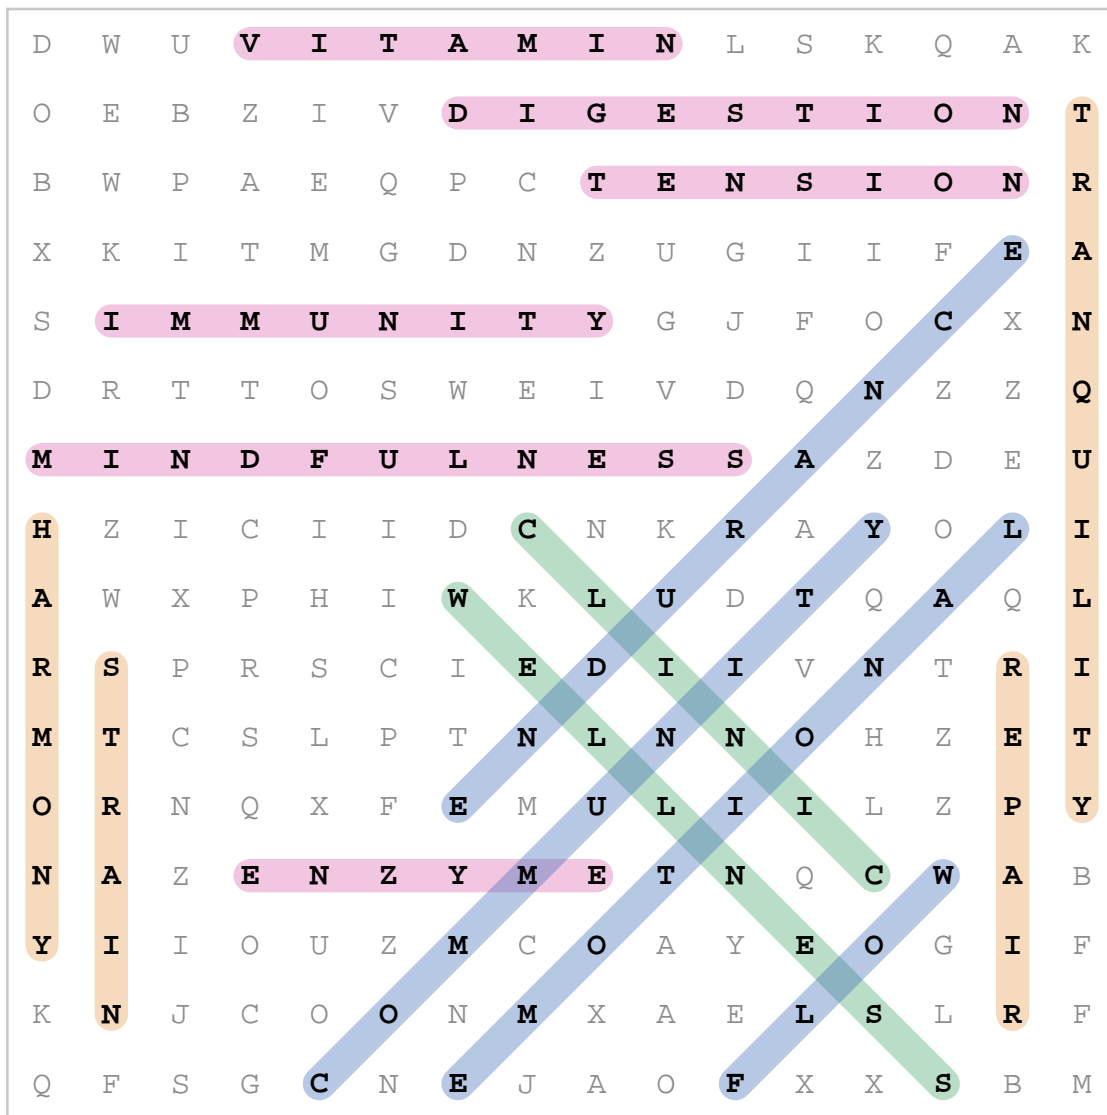 D W U V I T A M I N L S K Q A K
O E B Z I V D I G E S T I O N T
B W P A E Q P C T E N S I O N R
X K I T M G D N Z U G I I F E A
S I M M U N I T Y G J F O C X N
D R T T O S W E I V D Q N Z Z Q
M I N D F U L N E S S A Z D E U
H Z I C I I D C N K R A Y O L I
A W X P H I W K L U D T Q A Q L
R S P R S C I E D I I V N T R I
M T C S L P T N L N N O H Z E T
O R N Q X F E M U L I I L Z P Y
N A Z E N Z Y M E T N Q C W A B
Y I I O U Z M C O A Y E O G I F
K N J C O O N M X A E L S L R F
Q F S G C N E J A O F X X S B M